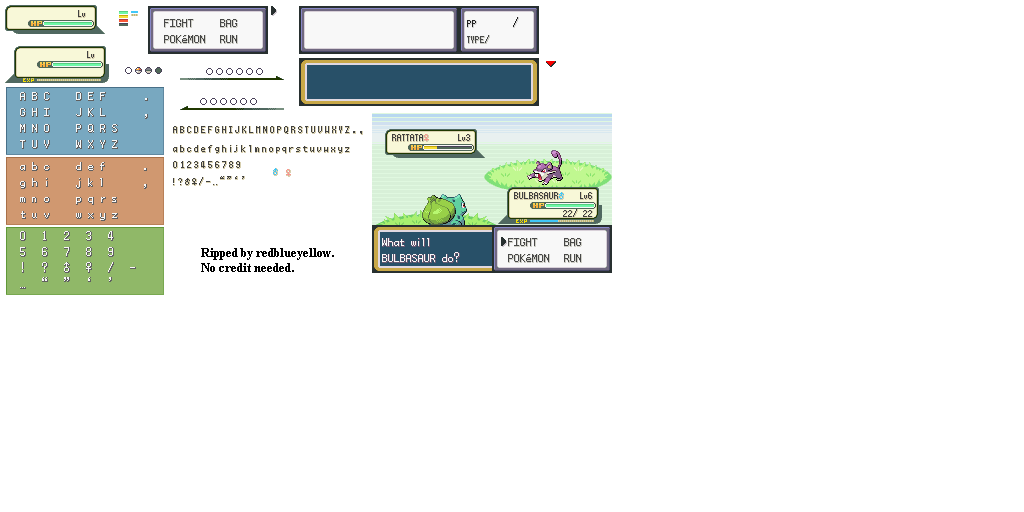 Lv
HP
FIGHT BAG
POKéMON RUN
PP /
TYPE/
Lv
HP
EXP
A B C D E F .
G H I J K L ,
M N O P Q R S
T U V W X Y Z
a b c d e f .
g h i j k l ,
m n o p q r s
t u v w x y z
0 1 2 3 4
5 6 7 8 9
! ? ♂ ♀ / -
… “ ” ‘ ’
ABCDEFGHIJKLMNOPQRSTUVWXYZ.,
abcdefghijklmnopqrstuvwxyz
0123456789
!?♂♀/-…“”‘’
♂ ♀
Ripped by redblueyellow.
No credit needed.
RATTATA♀ Lv3
HP
BULBASAUR♂ Lv6
HP
22/ 22
EXP
What will
BULBASAUR do?
FIGHT BAG
POKéMON RUN